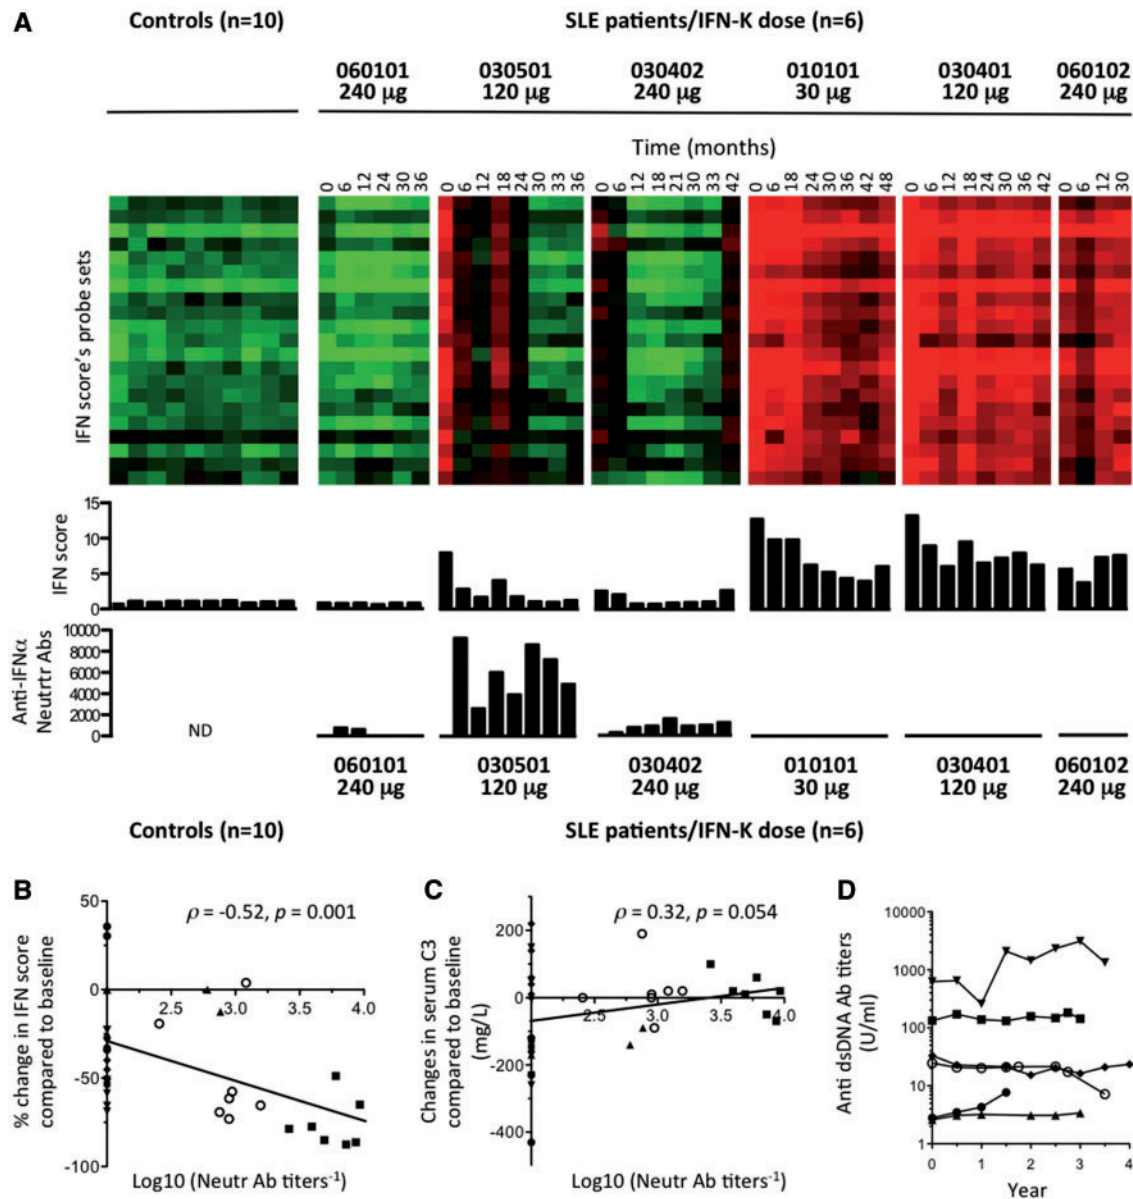 A
Controls (n=10)
SLE patients/IFN-K dose (n=6)
060101 030501 030402 010101 030401 060102
240 µg 120 µg 240 µg 30 µg 120 µg 240 µg
Time (months)
0 6 12 24 30 36 0 6 12 18 24 30 33 36 0 6 12 18 21 30 33 42 0 6 18 24 30 36 42 48 0 6 12 18 24 30 36 42 0 6 12 30
IFN score's probe sets
IFN score
15
10
5
0
Anti-IFNα
Neutrtr Abs
10000
8000
6000
4000
2000
0
ND
060101 030501 030402 010101 030401 060102
240 µg 120 µg 240 µg 30 µg 120 µg 240 µg
Controls (n=10)
SLE patients/IFN-K dose (n=6)
B
% change in IFN score
compared to baseline
50
0
-50
-100
2.5 3.0 3.5 4.0
ρ = -0.52, p = 0.001
Log10 (Neutr Ab titers⁻¹)
C
Changes in serum C3
compared to baseline
(mg/L)
200
0
-200
-400
2.5 3.0 3.5 4.0
ρ = 0.32, p = 0.054
Log10 (Neutr Ab titers⁻¹)
D
Anti dsDNA Ab titers
(U/ml)
10000
1000
100
10
1
0 1 2 3 4
Year